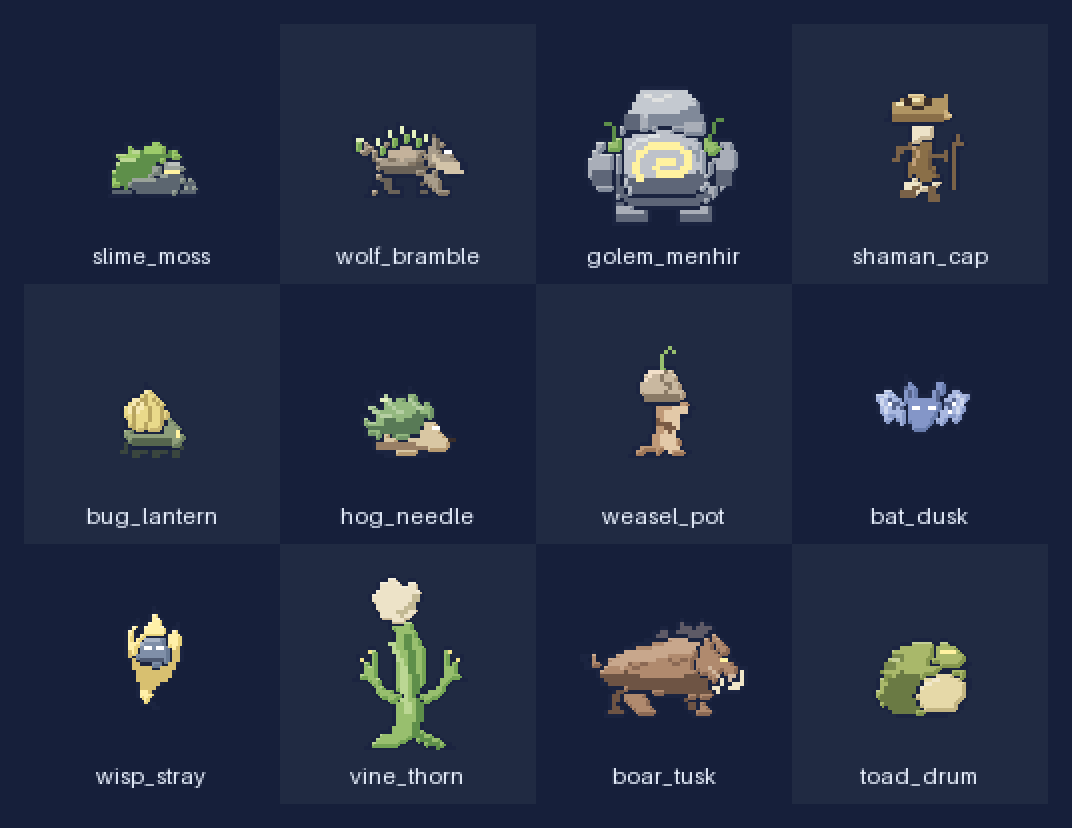 slime_moss
wolf_bramble
golem_menhir
shaman_cap
bug_lantern
hog_needle
weasel_pot
bat_dusk
wisp_stray
vine_thorn
boar_tusk
toad_drum